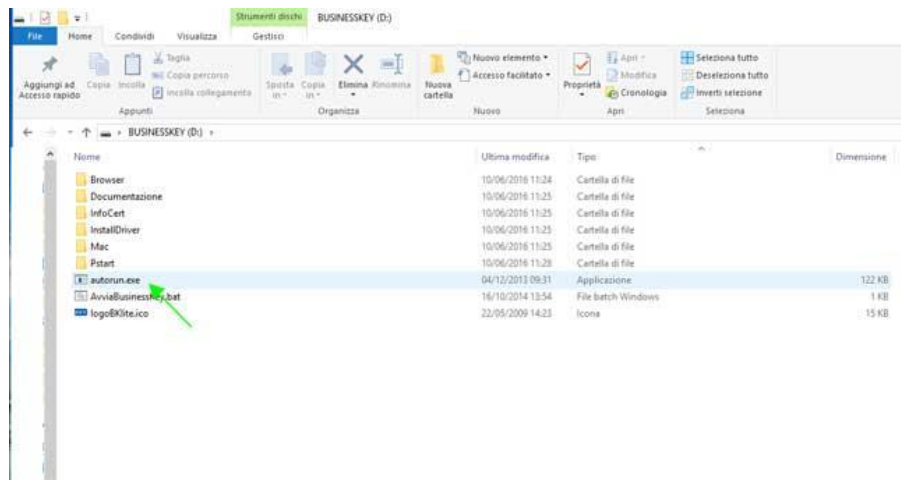 Strumenti dischi BUSINESSKEY (D:)
File Home Condividi Visualizza Gestisci
Aggiungi ad Accesso rapido
Copia
Incolla
Taglia
Copia percorso
Incolla collegamento
Appunti
Sposta in
Copia in
Elimina
Rinomina
Organizza
Nuova cartella
Nuovo elemento
Accesso facilitato
Nuovo
Proprietà
Apri
Modifica
Cronologia
Apri
Seleziona tutto
Deseleziona tutto
Inverti selezione
Seleziona
BUSINESSKEY (D:)
Nome Ultima modifica Tipo Dimensione
Browser 10/06/2016 11:24 Cartella di file
Documentazione 10/06/2016 11:25 Cartella di file
InfoCert 10/06/2016 11:25 Cartella di file
InstallDriver 10/06/2016 11:25 Cartella di file
Mac 10/06/2016 11:25 Cartella di file
Pstart 10/06/2016 11:28 Cartella di file
autorun.exe 04/12/2013 09:31 Applicazione 122 KB
16/10/2014 13:54 File batch Windows 1 KB
logoBKlite.ico 22/05/2009 14:23 Icona 15 KB